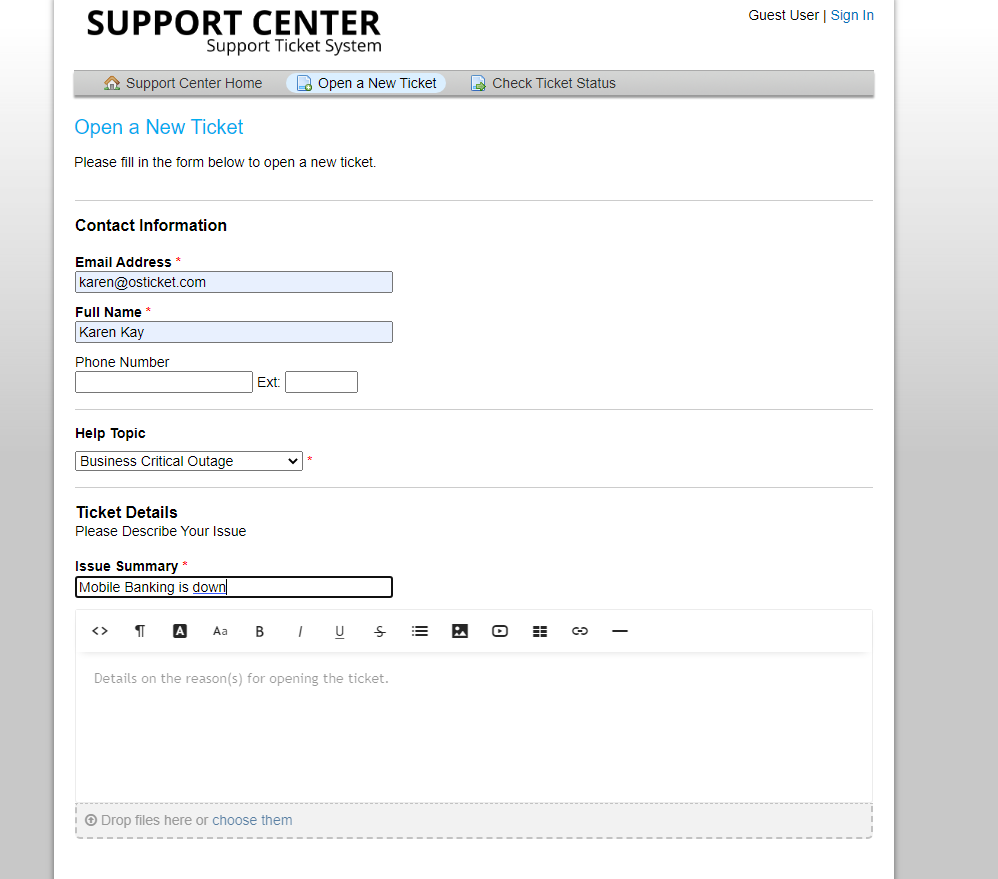 SUPPORT CENTER
Support Ticket System
Guest User | Sign In
Support Center Home
Open a New Ticket
Check Ticket Status
Open a New Ticket
Please fill in the form below to open a new ticket.
Contact Information
Email Address *
karen@osticket.com
Full Name *
Karen Kay
Phone Number
Ext:
Help Topic
Business Critical Outage *
Ticket Details
Please Describe Your Issue
Issue Summary *
Mobile Banking is down
<> ¶ A Aa B I U S
Details on the reason(s) for opening the ticket.
Drop files here or choose them